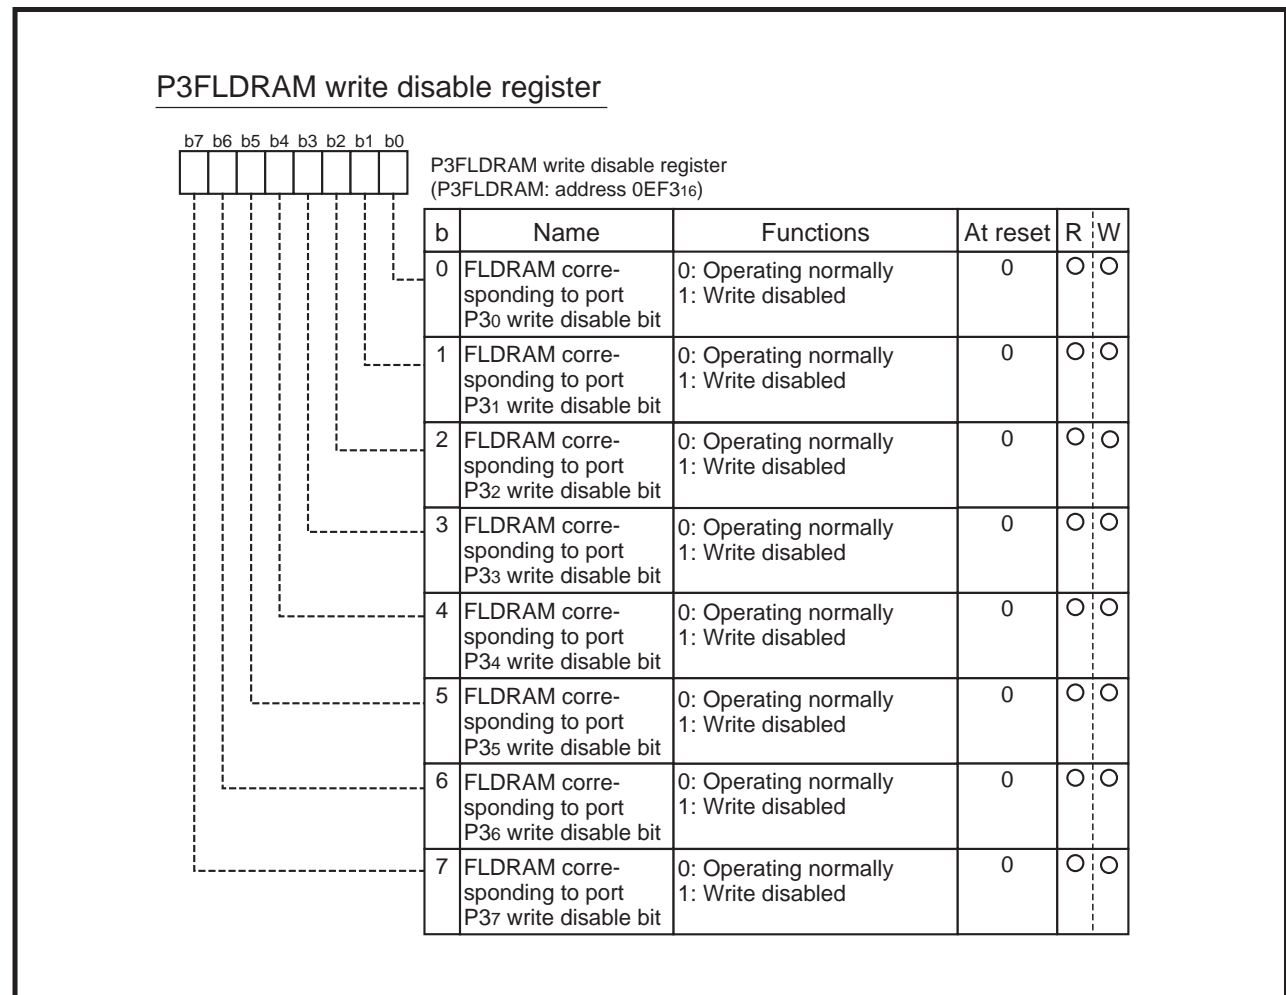 P3FLDRAM write disable register
b7 b6 b5 b4 b3 b2 b1 b0
P3FLDRAM write disable register
(P3FLDRAM: address 0EF316)
b Name Functions At reset R W
0 FLDRAM corre- 0: Operating normally 0 ○ ○
sponding to port 1: Write disabled
P30 write disable bit
1 FLDRAM corre- 0: Operating normally 0 ○ ○
sponding to port 1: Write disabled
P31 write disable bit
2 FLDRAM corre- 0: Operating normally 0 ○ ○
sponding to port 1: Write disabled
P32 write disable bit
3 FLDRAM corre- 0: Operating normally 0 ○ ○
sponding to port 1: Write disabled
P33 write disable bit
4 FLDRAM corre- 0: Operating normally 0 ○ ○
sponding to port 1: Write disabled
P34 write disable bit
5 FLDRAM corre- 0: Operating normally 0 ○ ○
sponding to port 1: Write disabled
P35 write disable bit
6 FLDRAM corre- 0: Operating normally 0 ○ ○
sponding to port 1: Write disabled
P36 write disable bit
7 FLDRAM corre- 0: Operating normally 0 ○ ○
sponding to port 1: Write disabled
P37 write disable bit